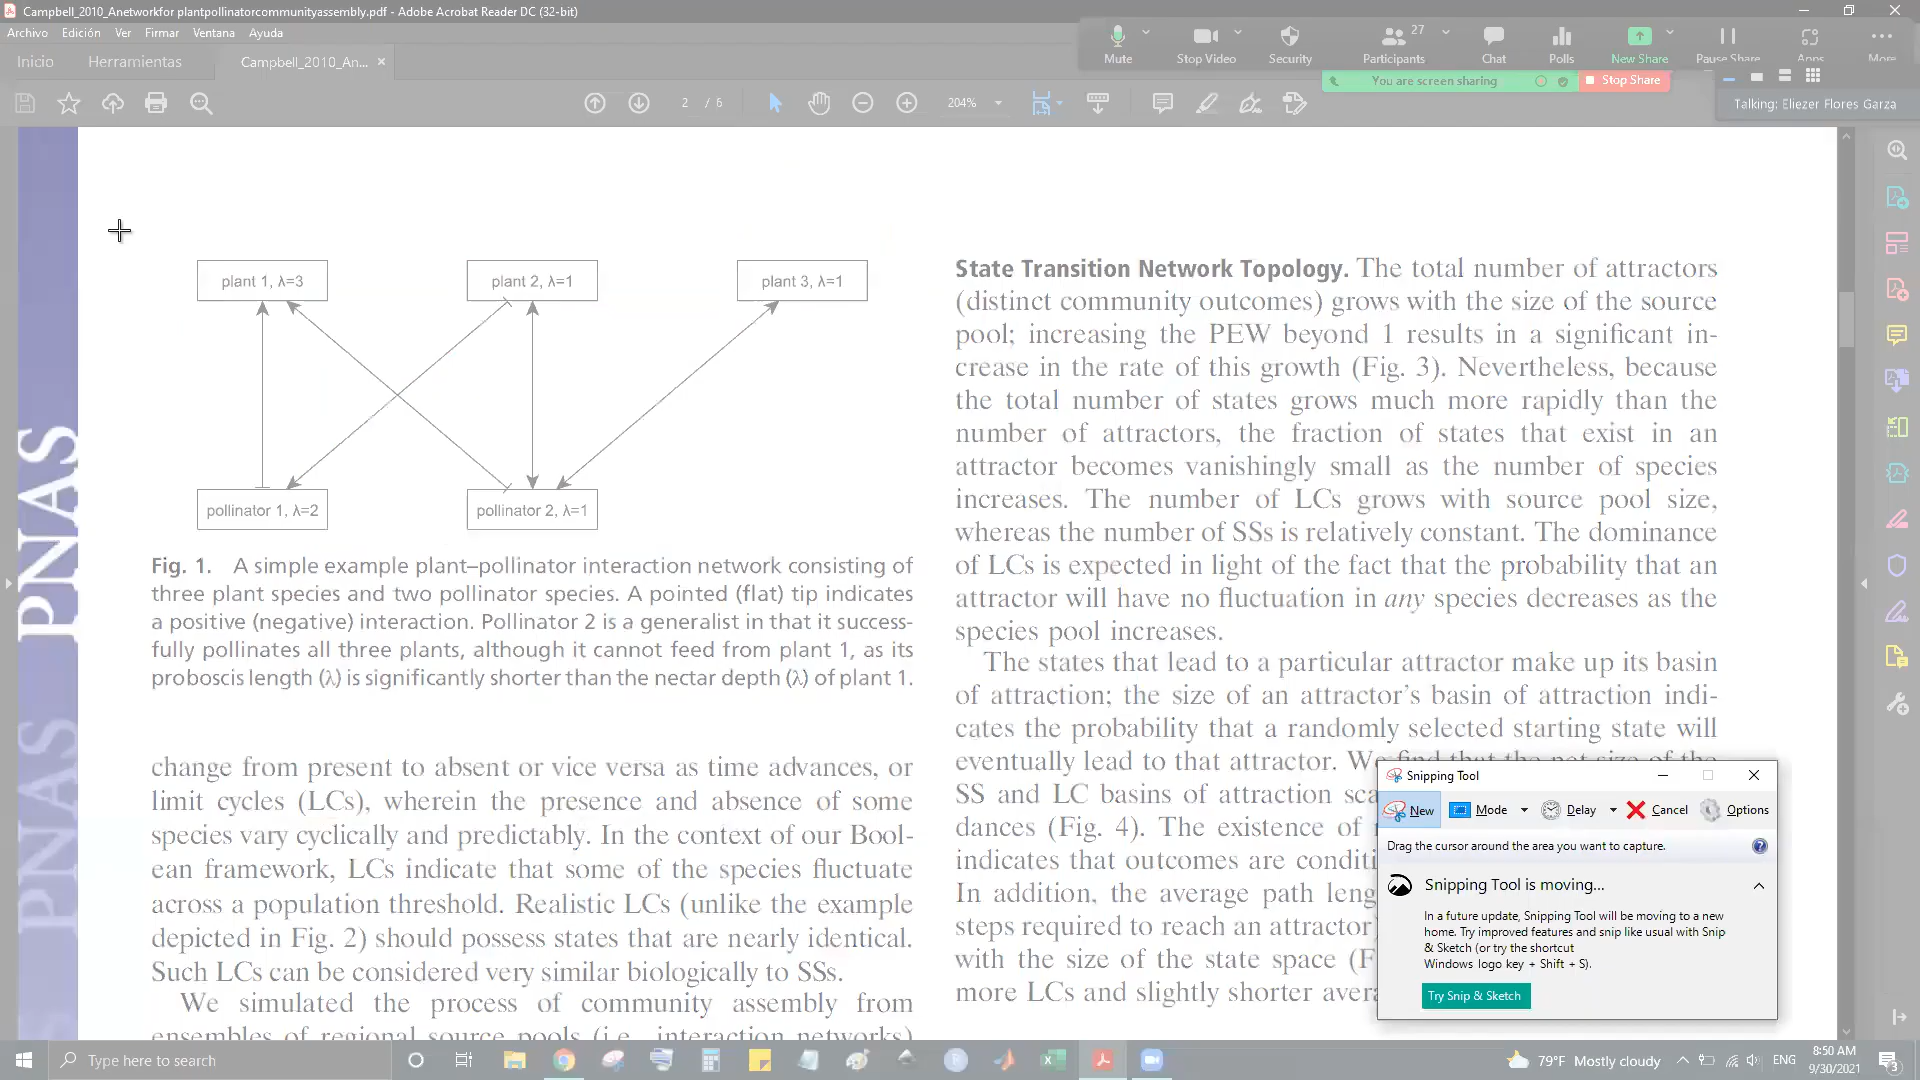 Campbell_2010_Anetworkfor plantpollinatorcommunityassembly.pdf - Adobe Acrobat Reader DC (32-bit)
Archivo Edición Ver Firmar Ventana Ayuda
Inicio Herramientas Campbell_2010_An...
Mute Stop Video Security Participants 27 Chat Polls New Share Pause Share Apps More
You are screen sharing Stop Share
Talking: Eliezer Flores Garza
2 / 6 204%
plant 1, λ=3 plant 2, λ=1 plant 3, λ=1
pollinator 1, λ=2 pollinator 2, λ=1
Fig. 1. A simple example plant–pollinator interaction network consisting of
three plant species and two pollinator species. A pointed (flat) tip indicates
a positive (negative) interaction. Pollinator 2 is a generalist in that it success-
fully pollinates all three plants, although it cannot feed from plant 1, as its
proboscis length (λ) is significantly shorter than the nectar depth (λ) of plant 1.
change from present to absent or vice versa as time advances, or
limit cycles (LCs), wherein the presence and absence of some
species vary cyclically and predictably. In the context of our Bool-
ean framework, LCs indicate that some of the species fluctuate
across a population threshold. Realistic LCs (unlike the example
depicted in Fig. 2) should possess states that are nearly identical.
Such LCs can be considered very similar biologically to SSs.
We simulated the process of community assembly from
ensembles of regional source pools (i.e., interaction networks)
State Transition Network Topology. The total number of attractors
(distinct community outcomes) grows with the size of the source
pool; increasing the PEW beyond 1 results in a significant in-
crease in the rate of this growth (Fig. 3). Nevertheless, because
the total number of states grows much more rapidly than the
number of attractors, the fraction of states that exist in an
attractor becomes vanishingly small as the number of species
increases. The number of LCs grows with source pool size,
whereas the number of SSs is relatively constant. The dominance
of LCs is expected in light of the fact that the probability that an
attractor will have no fluctuation in any species decreases as the
species pool increases.
The states that lead to a particular attractor make up its basin
of attraction; the size of an attractor's basin of attraction indi-
cates the probability that a randomly selected starting state will
eventually lead to that attractor. We find that the net size of the
SS and LC basins of attraction sca
dances (Fig. 4). The existence of
indicates that outcomes are conditi
In addition, the average path leng
steps required to reach an attractor)
with the size of the state space (F
more LCs and slightly shorter avera
PNAS
PNAS
Snipping Tool
New Mode Delay Cancel Options
Drag the cursor around the area you want to capture.
Snipping Tool is moving...
In a future update, Snipping Tool will be moving to a new
home. Try improved features and snip like usual with Snip
& Sketch (or try the shortcut
Windows logo key + Shift + S).
Try Snip & Sketch
Type here to search
79°F Mostly cloudy
ENG
8:50 AM
9/30/2021
3